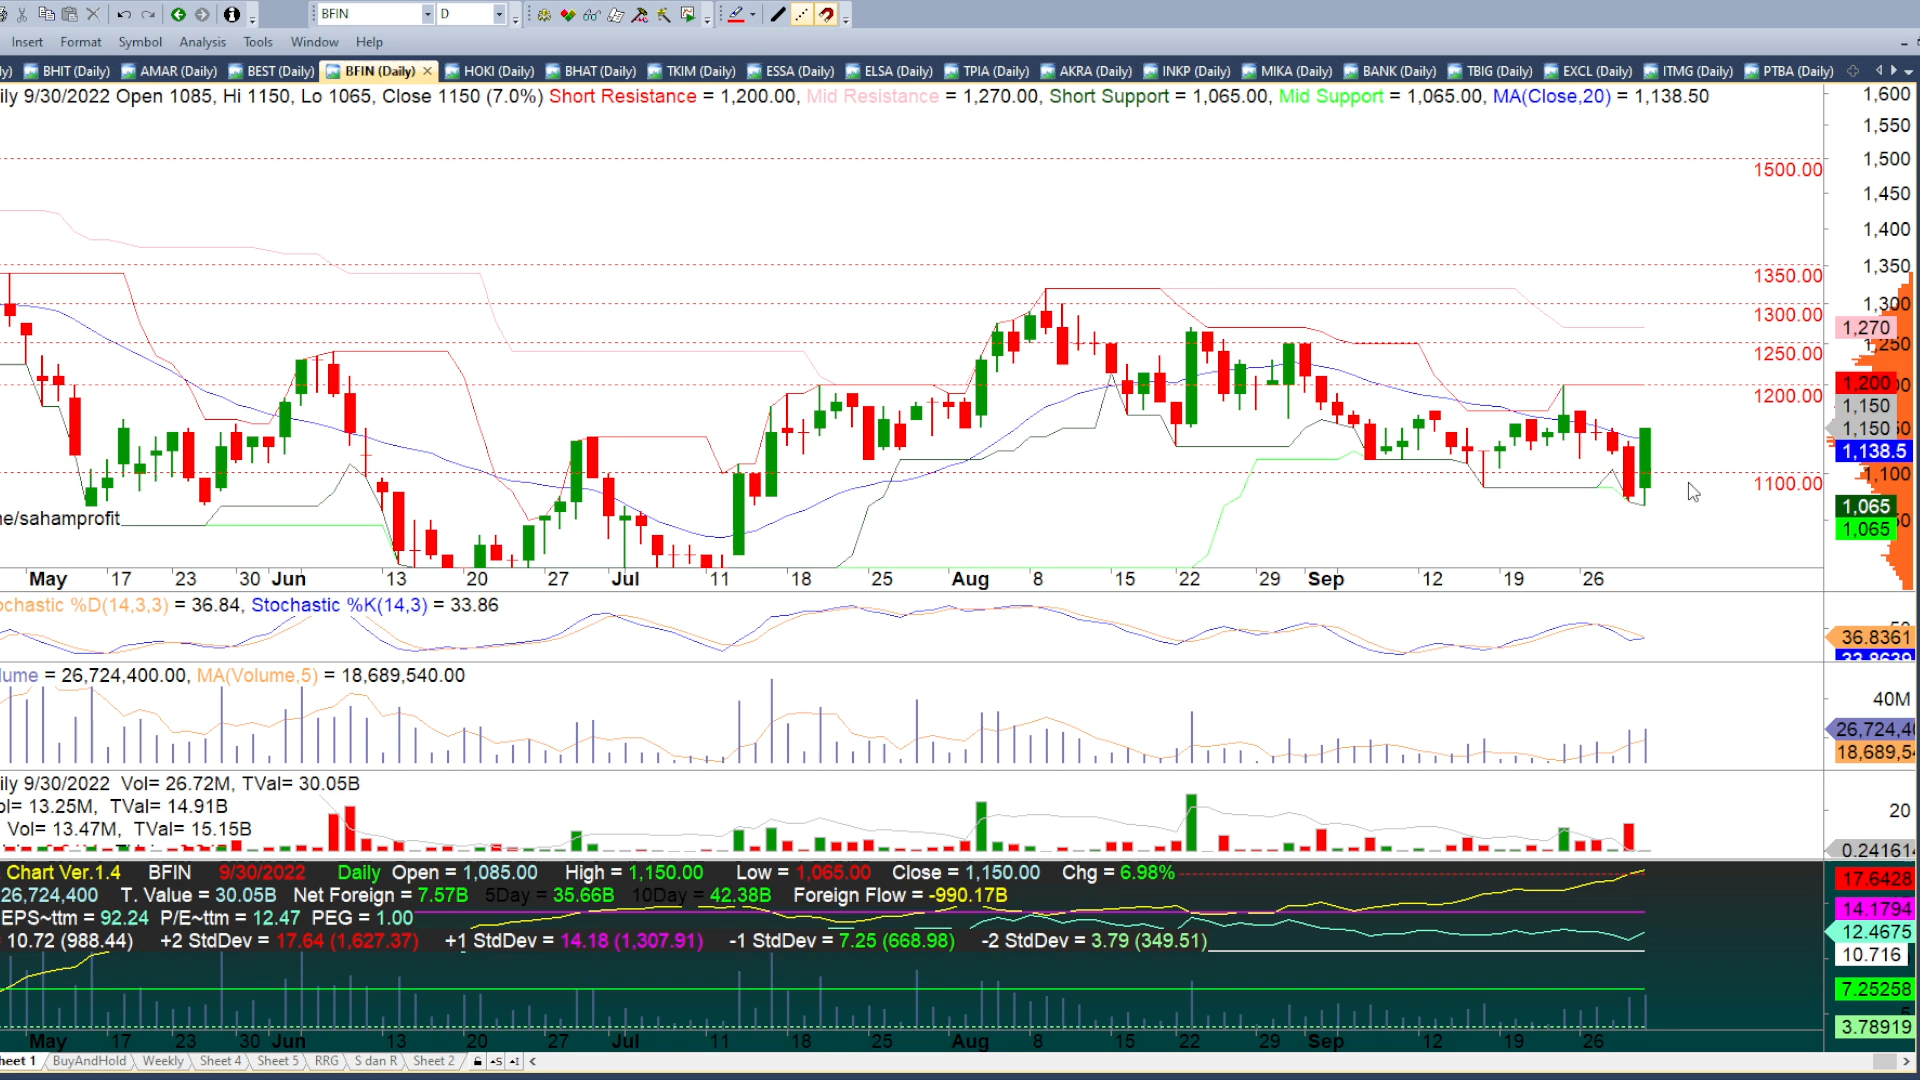 BFIN D
Insert Format Symbol Analysis Tools Window Help
ly) BHIT (Daily) AMAR (Daily) BEST (Daily) BFIN (Daily) HOKI (Daily) BHAT (Daily) TKIM (Daily) ESSA (Daily) ELSA (Daily) TPIA (Daily) AKRA (Daily) INKP (Daily) MIKA (Daily) BANK (Daily) TBIG (Daily) EXCL (Daily) ITMG (Daily) PTBA (Daily)
ily 9/30/2022 Open 1085, Hi 1150, Lo 1065, Close 1150 (7.0%) Short Resistance = 1,200.00, Mid Resistance = 1,270.00, Short Support = 1,065.00, Mid Support = 1,065.00, MA(Close,20) = 1,138.50
1,600
1,550
1,500
1500.00
1,450
1,400
1,350
1350.00
1,300
1300.00
1,270
1,250
1250.00
1,200
1200.00
1,150
1,150
1,138.5
1,100
1100.00
1,065
1,065
ne/sahamprofit
May 17 23 30 Jun 13 20 27 Jul 11 18 25 Aug 8 15 22 29 Sep 12 19 26
ochastic %D(14,3,3) = 36.84, Stochastic %K(14,3) = 33.86
36.8361
33.8639
lume = 26,724,400.00, MA(Volume,5) = 18,689,540.00
40M
26,724,4
18,689,5
ily 9/30/2022 Vol= 26.72M, TVal= 30.05B
ol= 13.25M, TVal= 14.91B
Vol= 13.47M, TVal= 15.15B
20
0.24161
Chart Ver.1.4 BFIN 9/30/2022 Daily Open = 1,085.00 High = 1,150.00 Low = 1,065.00 Close = 1,150.00 Chg = 6.98%
26,724,400 T. Value = 30.05B Net Foreign = 7.57B 5Day = 35.66B 10Day = 42.38B Foreign Flow = -990.17B
EPS~ttm = 92.24 P/E~ttm = 12.47 PEG = 1.00
10.72 (988.44) +2 StdDev = 17.64 (1,627.37) +1 StdDev = 14.18 (1,307.91) -1 StdDev = 7.25 (668.98) -2 StdDev = 3.79 (349.51)
17.6428
14.1794
12.4675
10.716
7.25258
3.78919
May 17 23 30 Jun 13 20 27 Jul 11 18 25 Aug 8 15 22 29 Sep 12 19 26
heet 1 BuyAndHold Weekly Sheet 4 Sheet 5 RRG S dan R Sheet 2